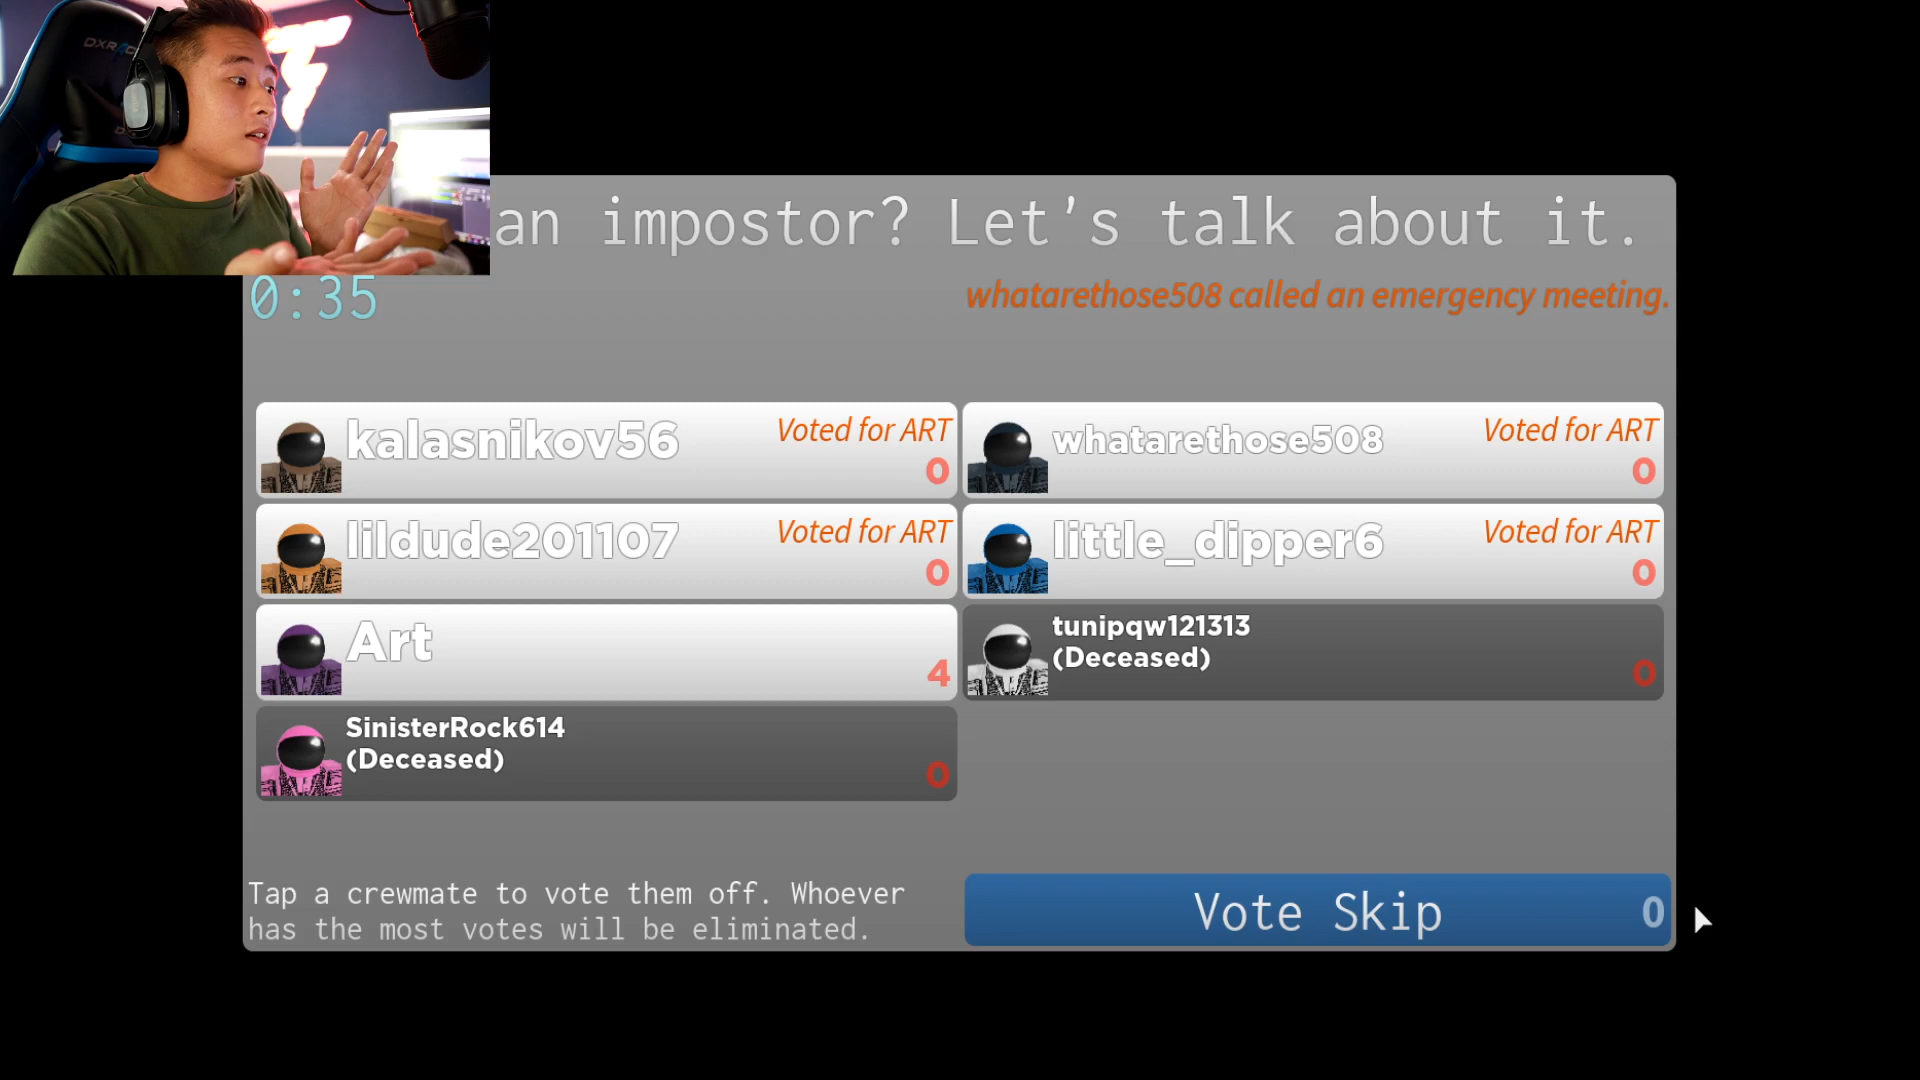 DXRACER
an impostor? Let's talk about it.
0:35
whatarethose508 called an emergency meeting.
kalasnikov56
Voted for ART
0
whatarethose508
Voted for ART
0
lildude201107
Voted for ART
0
little_dipper6
Voted for ART
0
Art
4
tunipqw121313
(Deceased)
0
SinisterRock614
(Deceased)
0
Tap a crewmate to vote them off. Whoever
has the most votes will be eliminated.
Vote Skip
0